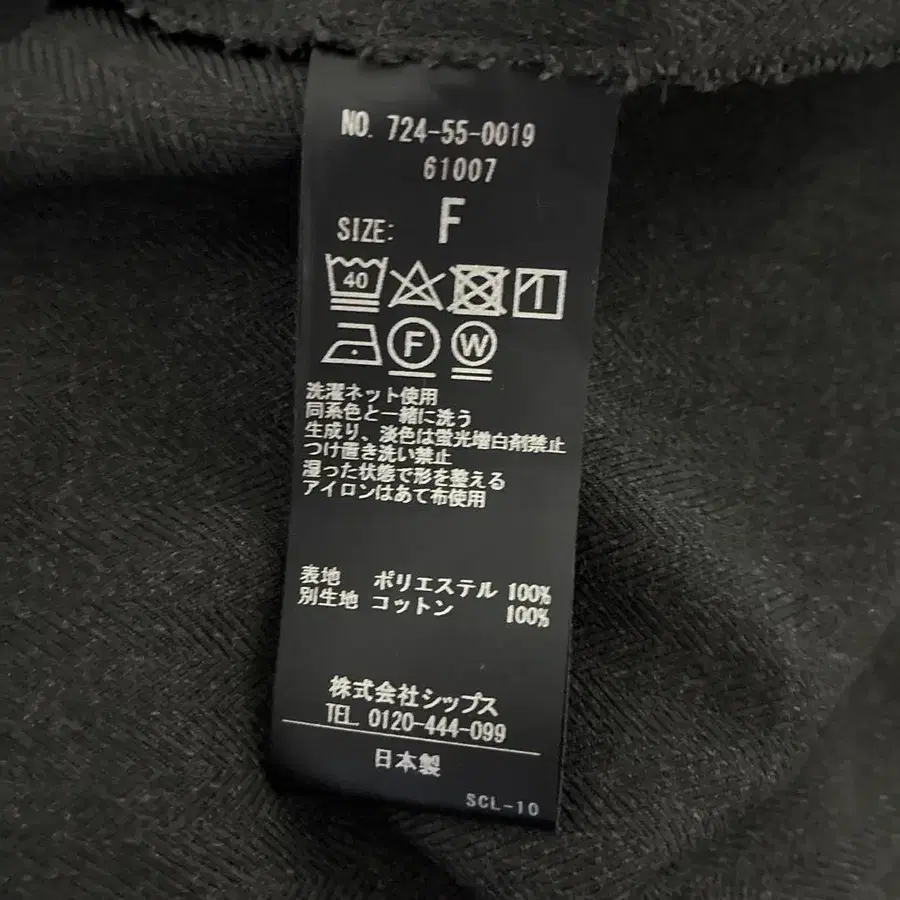 NO. 724-55-0019
61007
SIZE: F
40
F W
洗濯ネット使用
同系色と一緒に洗う
生成り、淡色は蛍光増白剤禁止
つけ置き洗い禁止
湿った状態で形を整える
アイロンはあて布使用
表地 ポリエステル 100%
別生地 コットン 100%
株式会社シップス
TEL. 0120-444-099
日本製
SCL-10